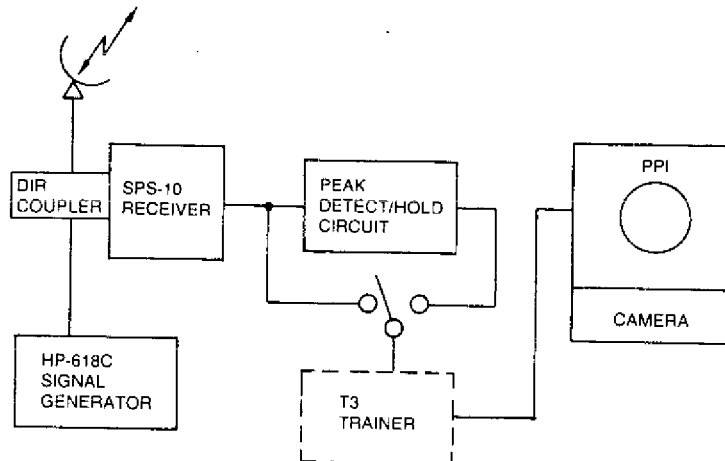 DIR
COUPLER
SPS-10
RECEIVER
PEAK
DETECT/HOLD
CIRCUIT
PPI
CAMERA
HP-618C
SIGNAL
GENERATOR
T3
TRAINER